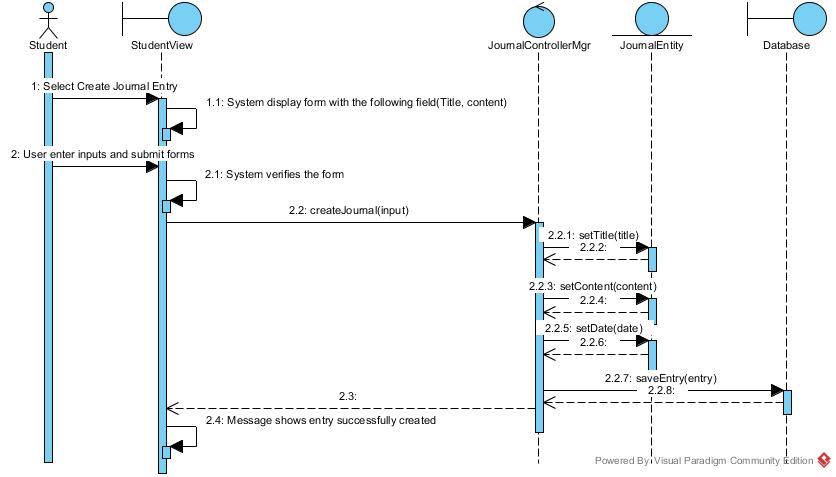 Student
StudentView
JournalControllerMgr
JournalEntity
Database
1: Select Create Journal Entry
1.1: System display form with the following field(Title, content)
2: User enter inputs and submit forms
2.1: System verifies the form
2.2: createJournal(input)
2.2.1: setTitle(title)
2.2.2:
2.2.3: setContent(content)
2.2.4:
2.2.5: setDate(date)
2.2.6:
2.2.7: saveEntry(entry)
2.2.8:
2.3:
2.4: Message shows entry successfully created
Powered By Visual Paradigm Community Edition